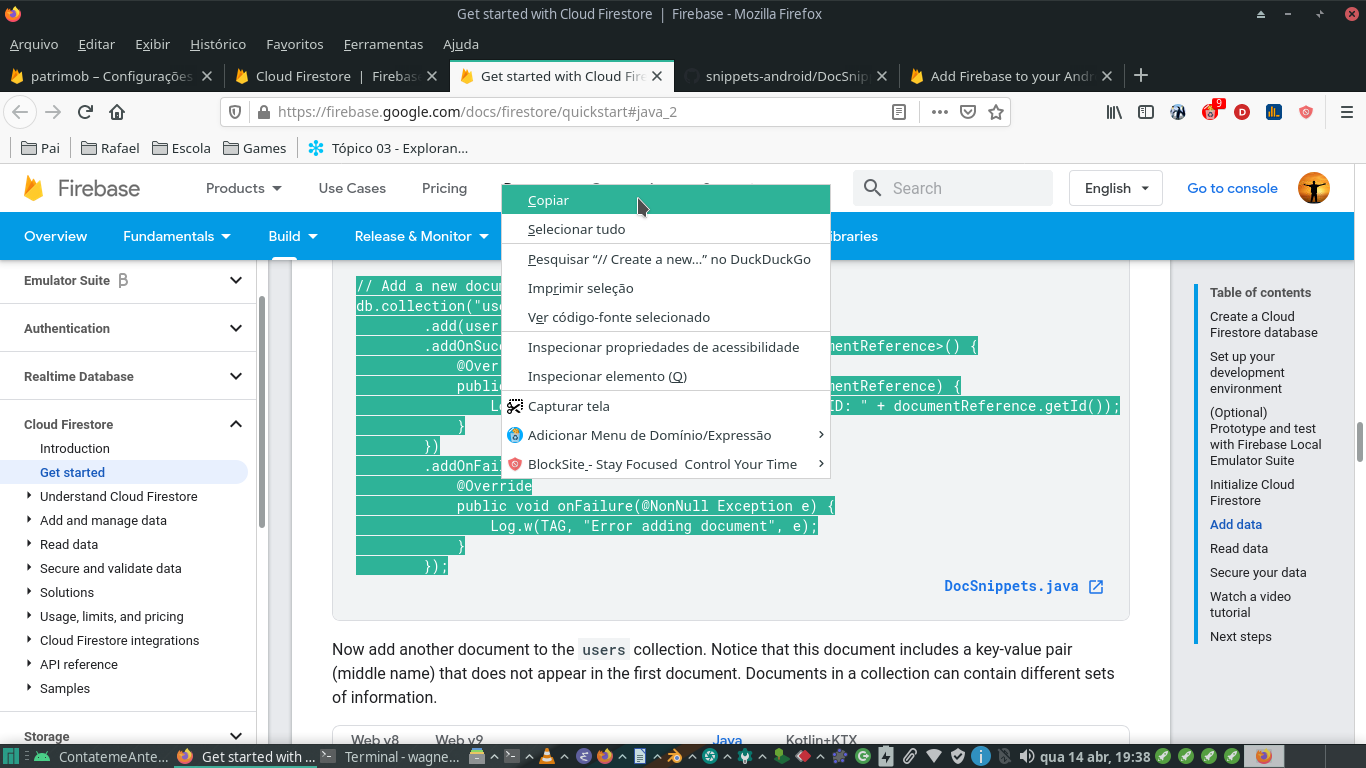 Get started with Cloud Firestore | Firebase - Mozilla Firefox
Arquivo Editar Exibir Histórico Favoritos Ferramentas Ajuda
patrimob – Configurações
Cloud Firestore | Firebas
Get started with Cloud Fire
snippets-android/DocSnip
Add Firebase to your Andr
https://firebase.google.com/docs/firestore/quickstart#java_2
9
Pai Rafael Escola Games Tópico 03 - Exploran...
Firebase Products Use Cases Pricing Search English Go to console
Overview Fundamentals Build Release & Monitor ibraries
Emulator Suite β
Authentication
Realtime Database
Cloud Firestore
Introduction
Get started
Understand Cloud Firestore
Add and manage data
Read data
Secure and validate data
Solutions
Usage, limits, and pricing
Cloud Firestore integrations
API reference
Samples
Storage
Copiar
Selecionar tudo
Pesquisar “// Create a new...” no DuckDuckGo
Imprimir seleção
Ver código-fonte selecionado
Inspecionar propriedades de acessibilidade
Inspecionar elemento (Q)
Capturar tela
Adicionar Menu de Domínio/Expressão
BlockSite - Stay Focused Control Your Time
// Add a new docum
db.collection("use
.add(user
.addOnSucc mentReference>() {
@Over
public mentReference) {
Lo ID: " + documentReference.getId());
}
})
.addOnFai
@Override
public void onFailure(@NonNull Exception e) {
Log.w(TAG, "Error adding document", e);
}
});
DocSnippets.java
Now add another document to the users collection. Notice that this document includes a key-value pair
(middle name) that does not appear in the first document. Documents in a collection can contain different sets
of information.
Web v8 Web v9 Java Kotlin+KTX
Table of contents
Create a Cloud
Firestore database
Set up your
development
environment
(Optional)
Prototype and test
with Firebase Local
Emulator Suite
Initialize Cloud
Firestore
Add data
Read data
Secure your data
Watch a video
tutorial
Next steps
ContatemeAnte... Get started with ... Terminal - wagne... qua 14 abr, 19:38